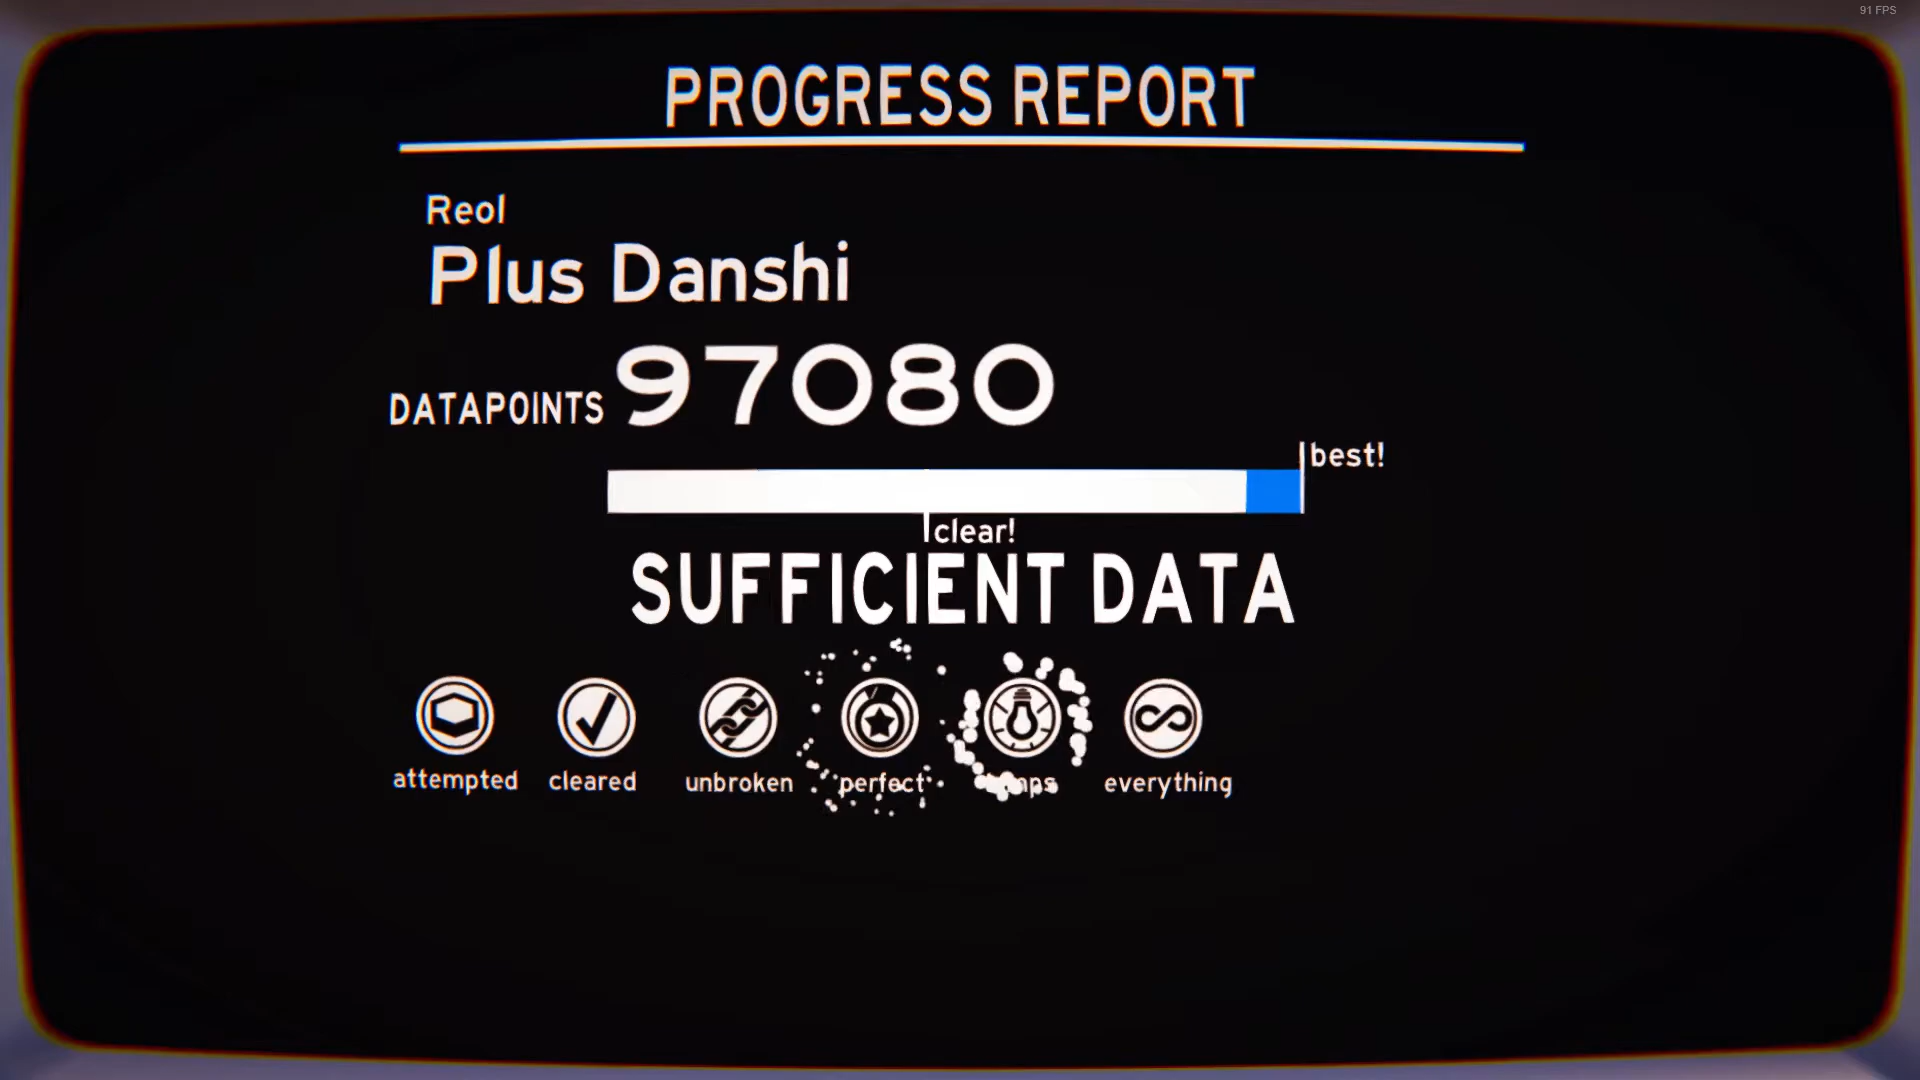 91 FPS
PROGRESS REPORT
Reol
Plus Danshi
DATAPOINTS 97080
best!
clear!
SUFFICIENT DATA
attempted cleared unbroken perfect everything